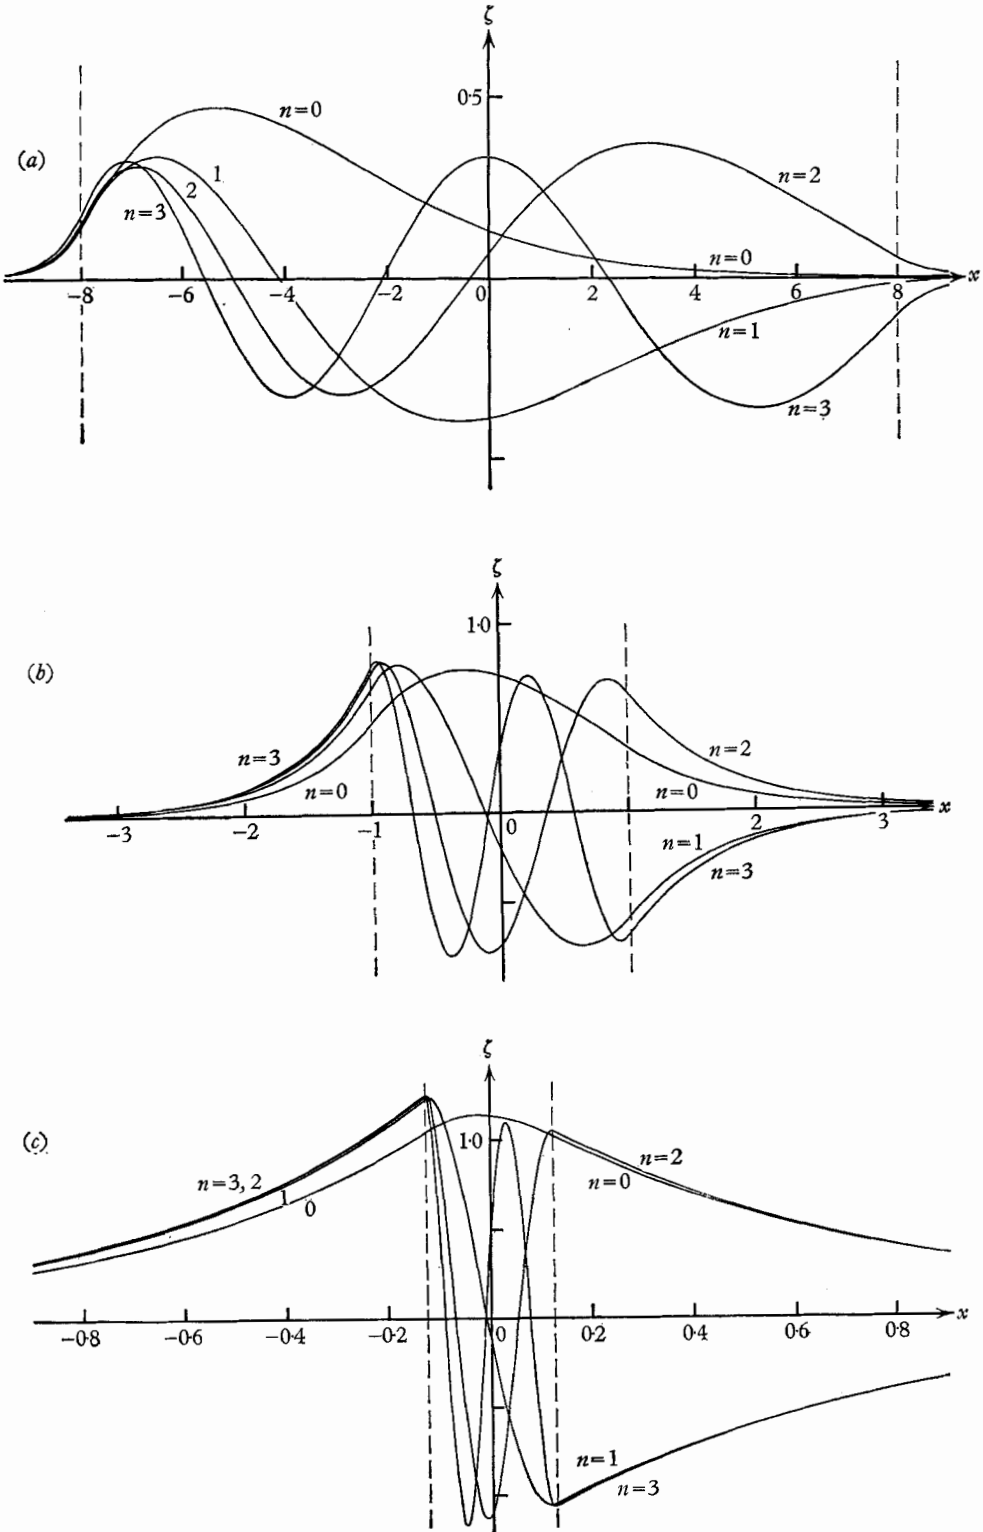 ζ
0·5
n=0
(a)
1
2
n=3
n=2
n=0
x
−8
−6
−4
−2
0
2
4
6
8
n=1
n=3
ζ
1·0
(b)
n=3
n=2
n=0
n=0
x
−3
−2
−1
0
2
3
n=1
n=3
ζ
(c)
1·0
n=3, 2
1
0
n=2
n=0
x
−0·8
−0·6
−0·4
−0·2
0
0·2
0·4
0·6
0·8
n=1
n=3